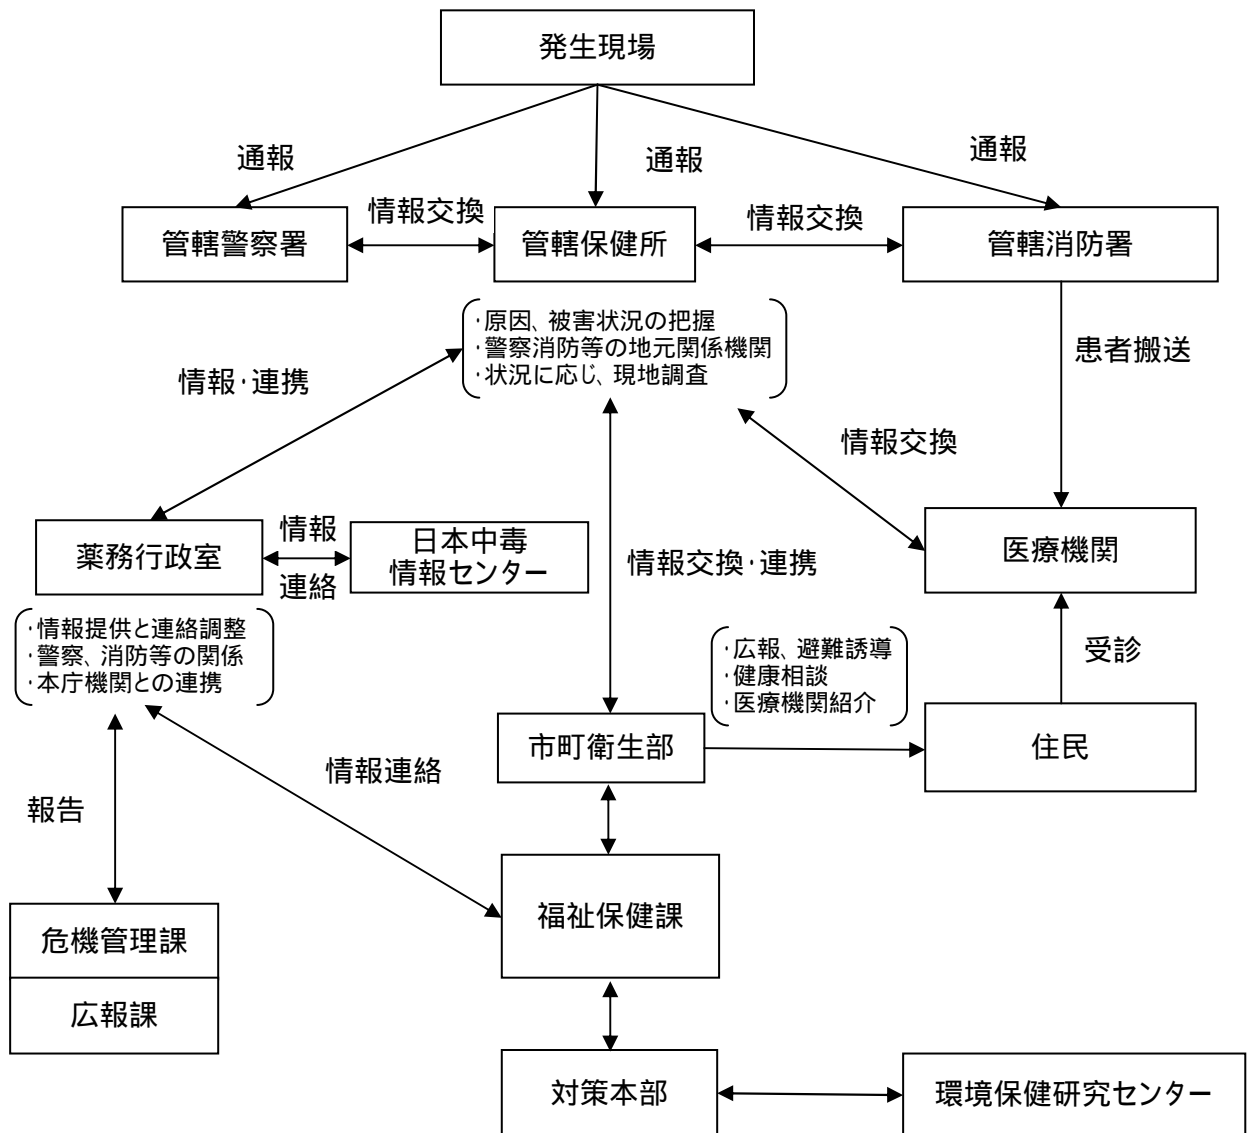 発生現場
通報
通報
通報
管轄警察署
情報交換
管轄保健所
情報交換
管轄消防署
・原因、被害状況の把握
・警察消防等の地元関係機関
・状況に応じ、現地調査
患者搬送
情報・連携
情報交換
薬務行政室
情報
連絡
日本中毒
情報センター
情報交換・連携
医療機関
・情報提供と連絡調整
・警察、消防等の関係
・本庁機関との連携
・広報、避難誘導
・健康相談
・医療機関紹介
受診
市町衛生部
住民
情報連絡
報告
福祉保健課
危機管理課
広報課
対策本部
環境保健研究センター